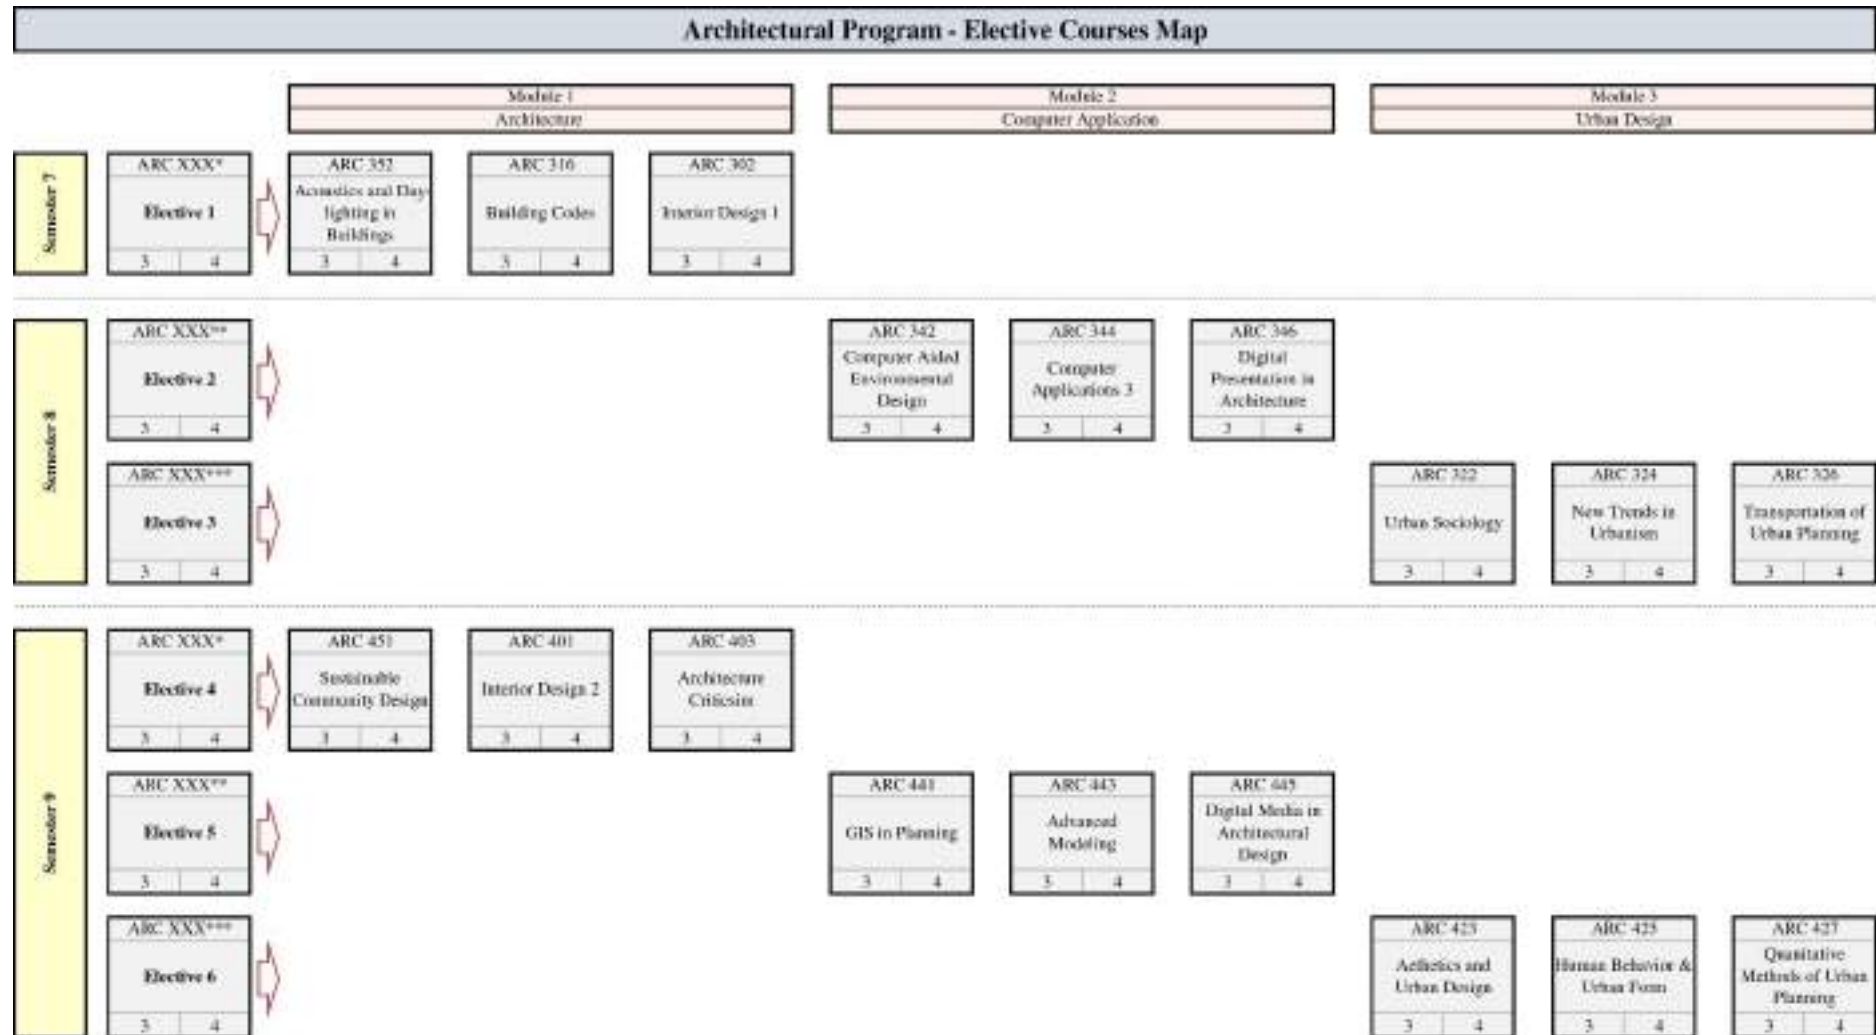 Architectural Program - Elective Courses Map
Module 1
Architecture
Module 2
Computer Application
Module 3
Urban Design
Semester 7
ARC XXX*
Elective 1
3 4
ARC 352
Acoustics and Day-
lighting in
Buildings
3 4
ARC 316
Building Codes
3 4
ARC 302
Interior Design 1
3 4
Semester 8
ARC XXX**
Elective 2
3 4
ARC 342
Computer Aided
Environmental
Design
3 4
ARC 344
Computer
Applications 3
3 4
ARC 346
Digital
Presentation in
Architecture
3 4
ARC XXX***
Elective 3
3 4
ARC 322
Urban Sociology
3 4
ARC 324
New Trends in
Urbanism
3 4
ARC 326
Transportation of
Urban Planning
3 4
Semester 9
ARC XXX*
Elective 4
3 4
ARC 451
Sustainable
Community Design
3 4
ARC 401
Interior Design 2
3 4
ARC 403
Architecture
Criticsim
3 4
ARC XXX**
Elective 5
3 4
ARC 441
GIS in Planning
3 4
ARC 443
Advanced
Modeling
3 4
ARC 445
Digital Media in
Architectural
Design
3 4
ARC XXX***
Elective 6
3 4
ARC 423
Aethetics and
Urban Design
3 4
ARC 425
Human Behavior &
Urban Form
3 4
ARC 427
Quanitative
Methods of Urban
Planning
3 4